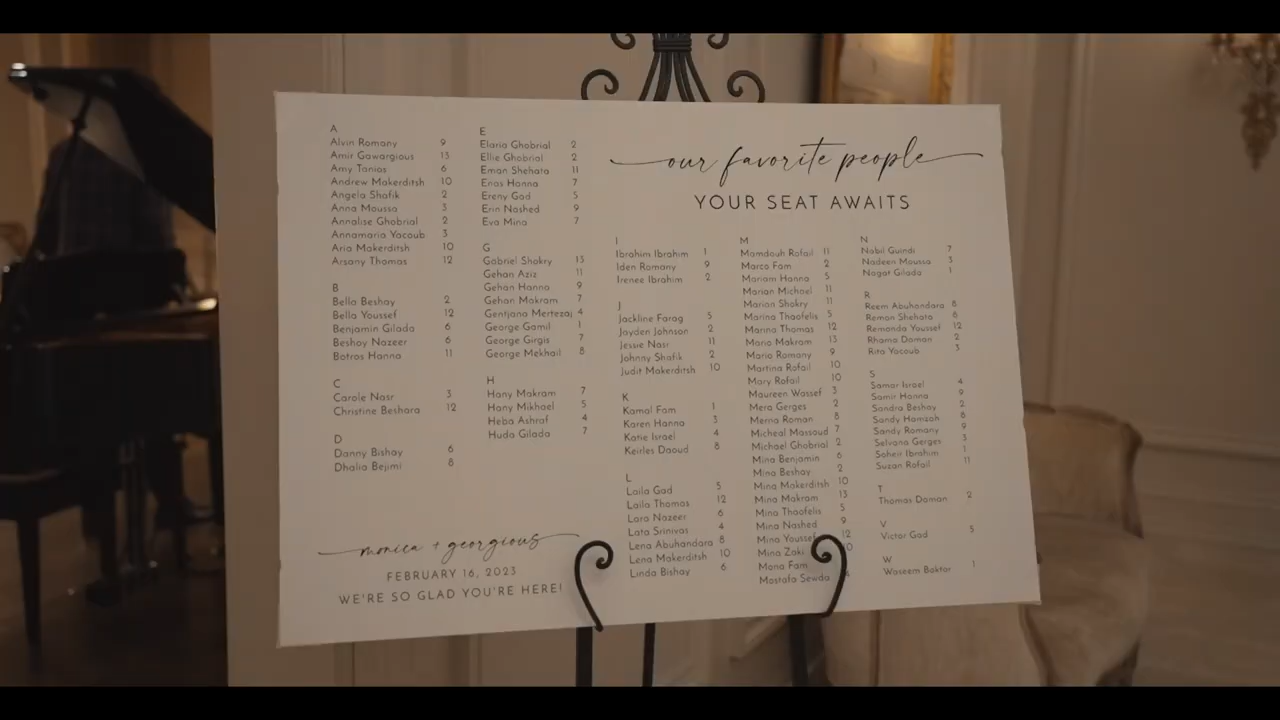 our favorite people
YOUR SEAT AWAITS
A
Alvin Romany 9
Amir Gawargious 13
Amy Tanios 6
Andrew Makerditsh 10
Angela Shafik 2
Anna Moussa 3
Annalise Ghobrial 2
Annamaria Yacoub 3
Aria Makerditsh 10
Arsany Thomas 12
B
Bella Beshay 2
Bella Youssef 12
Benjamin Gilada 6
Beshoy Nazeer 6
Botros Hanna 11
C
Carole Nasr 3
Christine Beshara 12
D
Danny Bishay 6
Dhalia Bejimi 8
E
Elaria Ghobrial 2
Ellie Ghobrial 2
Eman Shehata 11
Enas Hanna 7
Ereny Gad 5
Erin Nashed 9
Eva Mina 7
G
Gabriel Shokry 13
Gehan Aziz 11
Gehan Hanna 9
Gehan Makram 7
Gentjana Mertezaj 4
George Gamil 1
George Girgis 7
George Mekhail 8
H
Hany Makram 7
Hany Mikhael 5
Heba Ashraf 4
Huda Gilada 7
I
Ibrahim Ibrahim 1
Iden Romany 9
Irenee Ibrahim 2
J
Jackline Farag 5
Jayden Johnson 2
Jessie Nasr 11
Johnny Shafik 2
Judit Makerditsh 10
K
Kamal Fam 1
Karen Hanna 3
Katie Israel 4
Keirles Daoud 8
L
Laila Gad 5
Laila Thomas 12
Lara Nazeer 6
Lata Srinivas 4
Lena Abuhandara 8
Lena Makerditsh 10
Linda Bishay 6
M
Mamdouh Rofail 11
Marco Fam 2
Mariam Hanna 5
Marian Michael 11
Marian Shokry 11
Marina Thaofelis 5
Marina Thomas 12
Mario Makram 13
Mario Romany 9
Martina Rofail 10
Mary Rofail 10
Maureen Wassef 3
Mera Gerges 2
Merna Roman 8
Micheal Massoud 7
Michael Ghobrial 2
Mina Benjamin 6
Mina Beshay 2
Mina Makerditsh 10
Mina Makram 13
Mina Thaofelis 5
Mina Nashed 9
Mina Youssef 12
Mina Zaki 10
Mona Fam
Mostafa Sewda 4
N
Nabil Guindi 7
Nadeen Moussa 3
Nagat Gilada 1
R
Reem Abuhandara 8
Remon Shehata 6
Remonda Youssef 12
Rhama Daman 2
Rita Yacoub 3
S
Samar Israel 4
Samir Hanna 9
Sandra Beshay 2
Sandy Hamzah 8
Sandy Romany 9
Selvana Gerges 3
Soheir Ibrahim 1
Suzan Rofail 11
T
Thomas Daman 2
V
Victor Gad 5
W
Waseem Boktor 1
monica + georgious
FEBRUARY 16, 2023
WE'RE SO GLAD YOU'RE HERE!